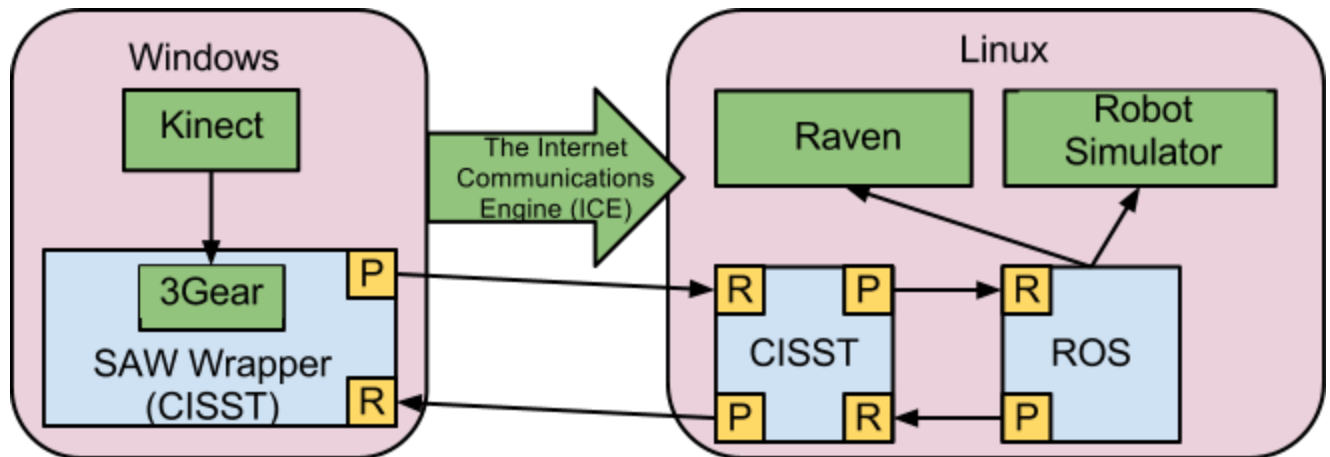 Windows
Kinect
3Gear
P
SAW Wrapper
(CISST)
R
The Internet
Communications
Engine (ICE)
Linux
Raven
Robot
Simulator
R
P
CISST
P
R
R
ROS
P